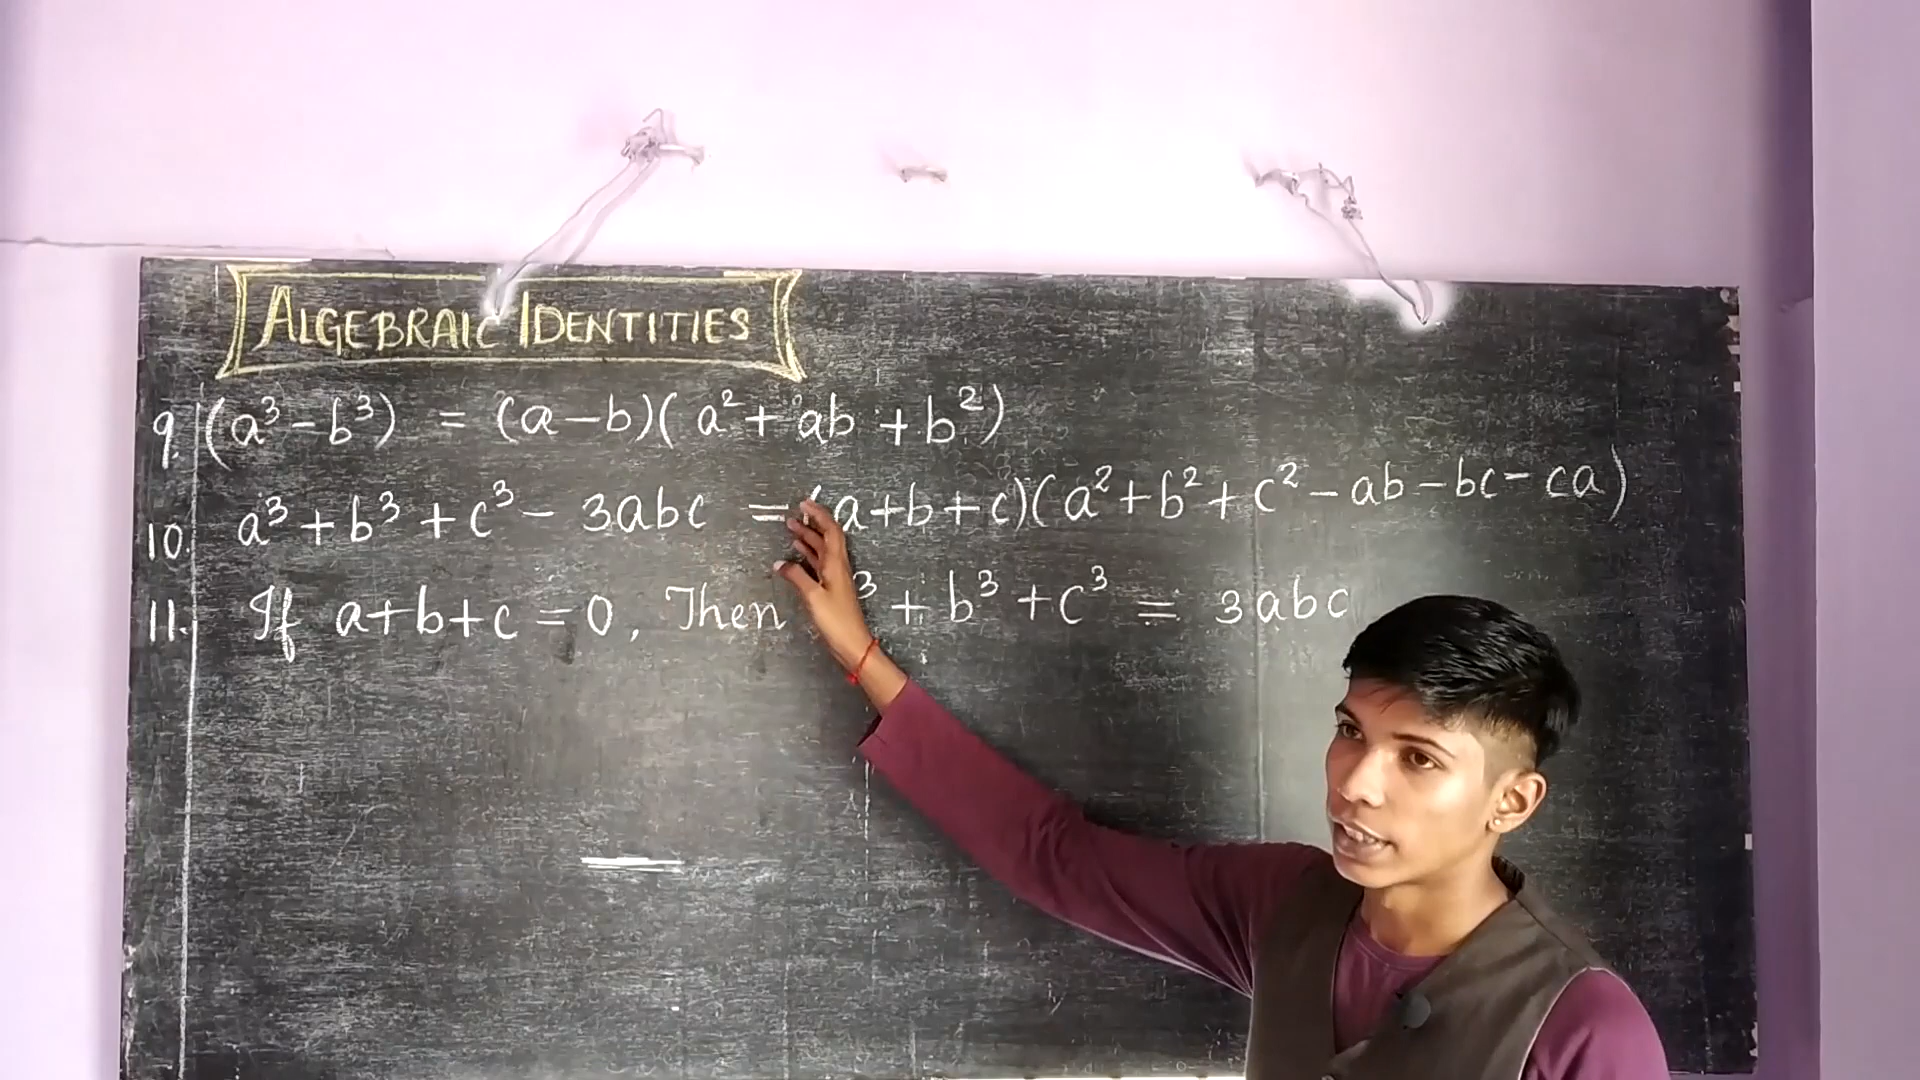 ALGEBRAIC IDENTITIES
9. (a³ - b³) = (a-b)(a² + ab + b²)
10. a³ + b³ + c³ - 3abc = (a+b+c)(a² + b² + c² - ab - bc - ca)
11. If a+b+c = 0, Then ³ + b³ + c³ = 3abc